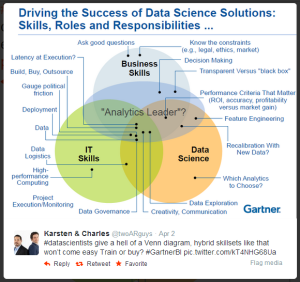 Driving the Success of Data Science Solutions:
Skills, Roles and Responsibilities ...
Ask good questions
Know the constraints
(e.g., legal, ethics, market)
Latency at Execution?
Business
Skills
Decision Making
Build, Buy, Outsource
Transparent Versus "black box"
Gauge political
friction
Performance Criteria That Matter
(ROI, accuracy, profitability
versus market gain)
"Analytics Leader"?
Deployment
Feature Engineering
Data
IT
Skills
Data
Science
Recalibration With
New Data?
Data
Logistics
High-
performance
Computing
Which Analytics
to Choose?
Project
Execution/Monitoring
Data Exploration
Data Governance
Creativity, Communication
Gartner.
Karsten & Charles @twoARguys · Apr 2
#datascientists give a hell of a Venn diagram, hybrid skillsets like that
won't come easy Train or buy? #GartnerBI pic.twitter.com/kT4NHG66Ua
Reply Retweet Favorite
Flag media